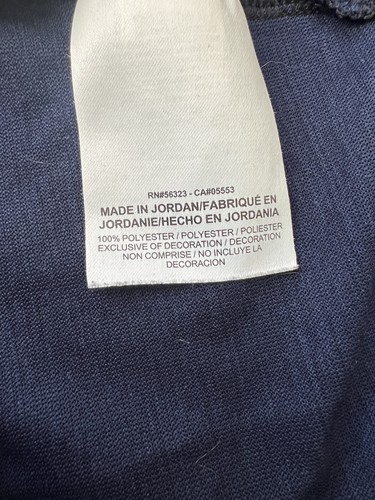 RN#56323 - CA#05553
MADE IN JORDAN/FABRIQUÉ EN
JORDANIE/HECHO EN JORDANIA
100% POLYESTER / POLYESTER / POLIESTER
EXCLUSIVE OF DECORATION / DECORATION
NON COMPRISE / NO INCLUYE LA
DECORACION